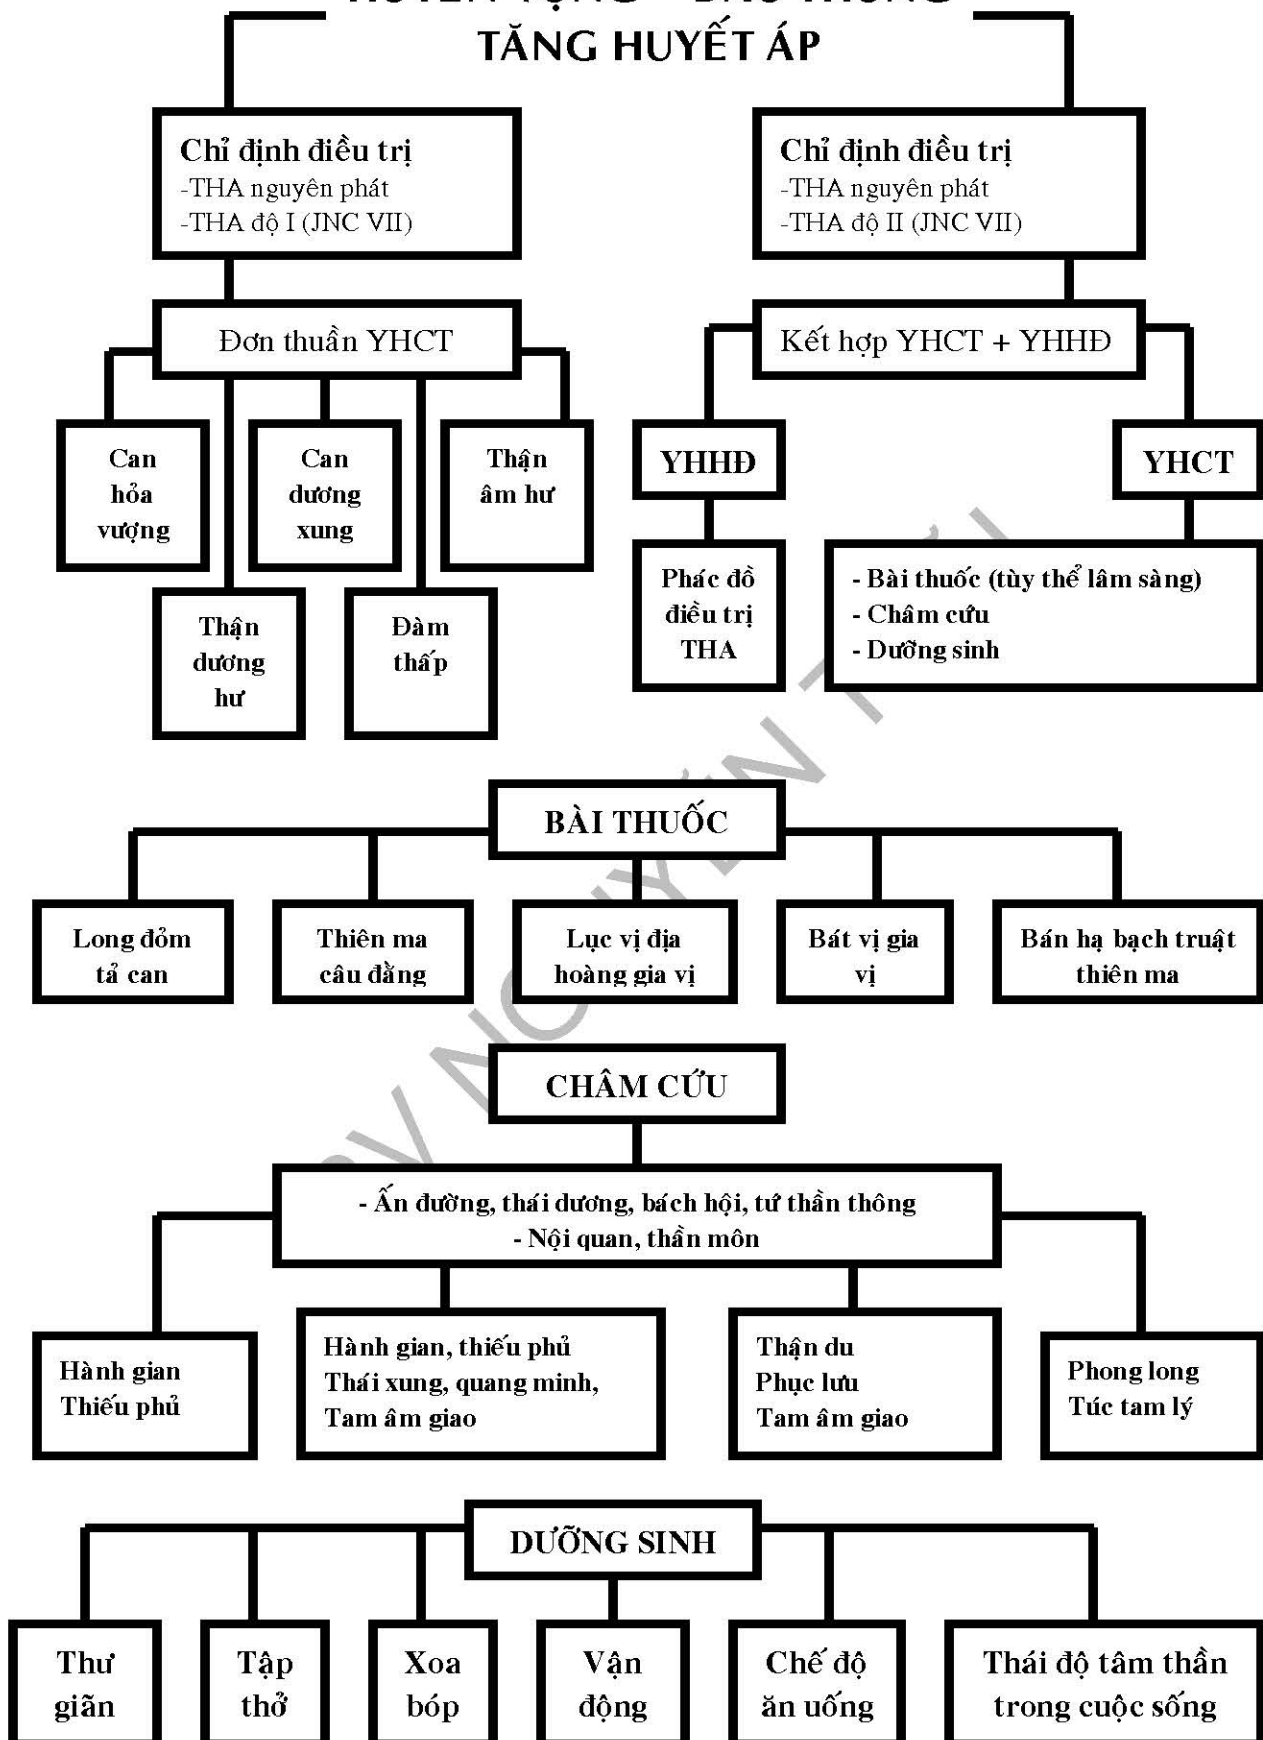 HUYỄN VỰNG – ĐẦU THỐNG
TĂNG HUYẾT ÁP
Chỉ định điều trị
-THA nguyên phát
-THA độ I (JNC VII)
Chỉ định điều trị
-THA nguyên phát
-THA độ II (JNC VII)
Đơn thuần YHCT
Kết hợp YHCT + YHHĐ
Can
hỏa
vượng
Can
dương
xung
Thận
âm hư
Thận
dương
hư
Đàm
thấp
YHHĐ
YHCT
Phác đồ
điều trị
THA
- Bài thuốc (tùy thể lâm sàng)
- Châm cứu
- Dưỡng sinh
BÀI THUỐC
Long đỏm
tả can
Thiên ma
câu đằng
Lục vị địa
hoàng gia vị
Bát vị gia
vị
Bán hạ bạch truật
thiên ma
CHÂM CỨU
- Ấn đường, thái dương, bách hội, tứ thần thông
- Nội quan, thần môn
Hành gian
Thiếu phủ
Hành gian, thiếu phủ
Thái xung, quang minh,
Tam âm giao
Thận du
Phục lưu
Tam âm giao
Phong long
Túc tam lý
DƯỠNG SINH
Thư
giãn
Tập
thở
Xoa
bóp
Vận
động
Chế độ
ăn uống
Thái độ tâm thần
trong cuộc sống